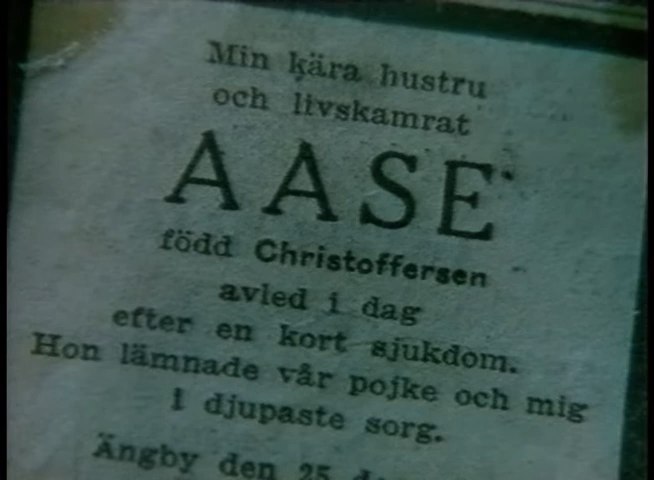 Min kära hustru
och livskamrat
AASE
född Christoffersen
avled i dag
efter en kort sjukdom.
Hon lämnade vår pojke och mig
i djupaste sorg.
Ängby den 25